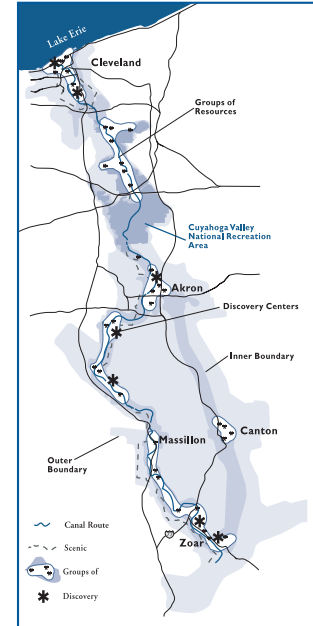 Lake Erie
Cleveland
Groups of
Resources
Cuyahoga Valley
National Recreation
Area
Akron
Discovery Centers
Inner Boundary
Canton
Massillon
Outer
Boundary
Zoar
Canal Route
Scenic
Groups of
Discovery